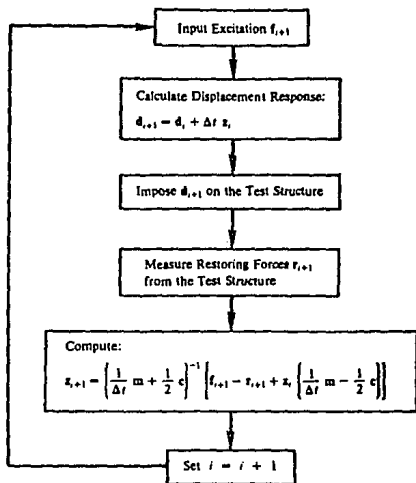 Input Excitation f_{i+1}
Calculate Displacement Response:
d_{i+1} = d_i + Δt z_i
Impose d_{i+1} on the Test Structure
Measure Restoring Forces r_{i+1}
from the Test Structure
Compute:
z_{i+1} = {1/Δt m + 1/2 c}^{-1} {f_{i+1} − r_{i+1} + z_i {1/Δt m − 1/2 c}}
Set i = i + 1